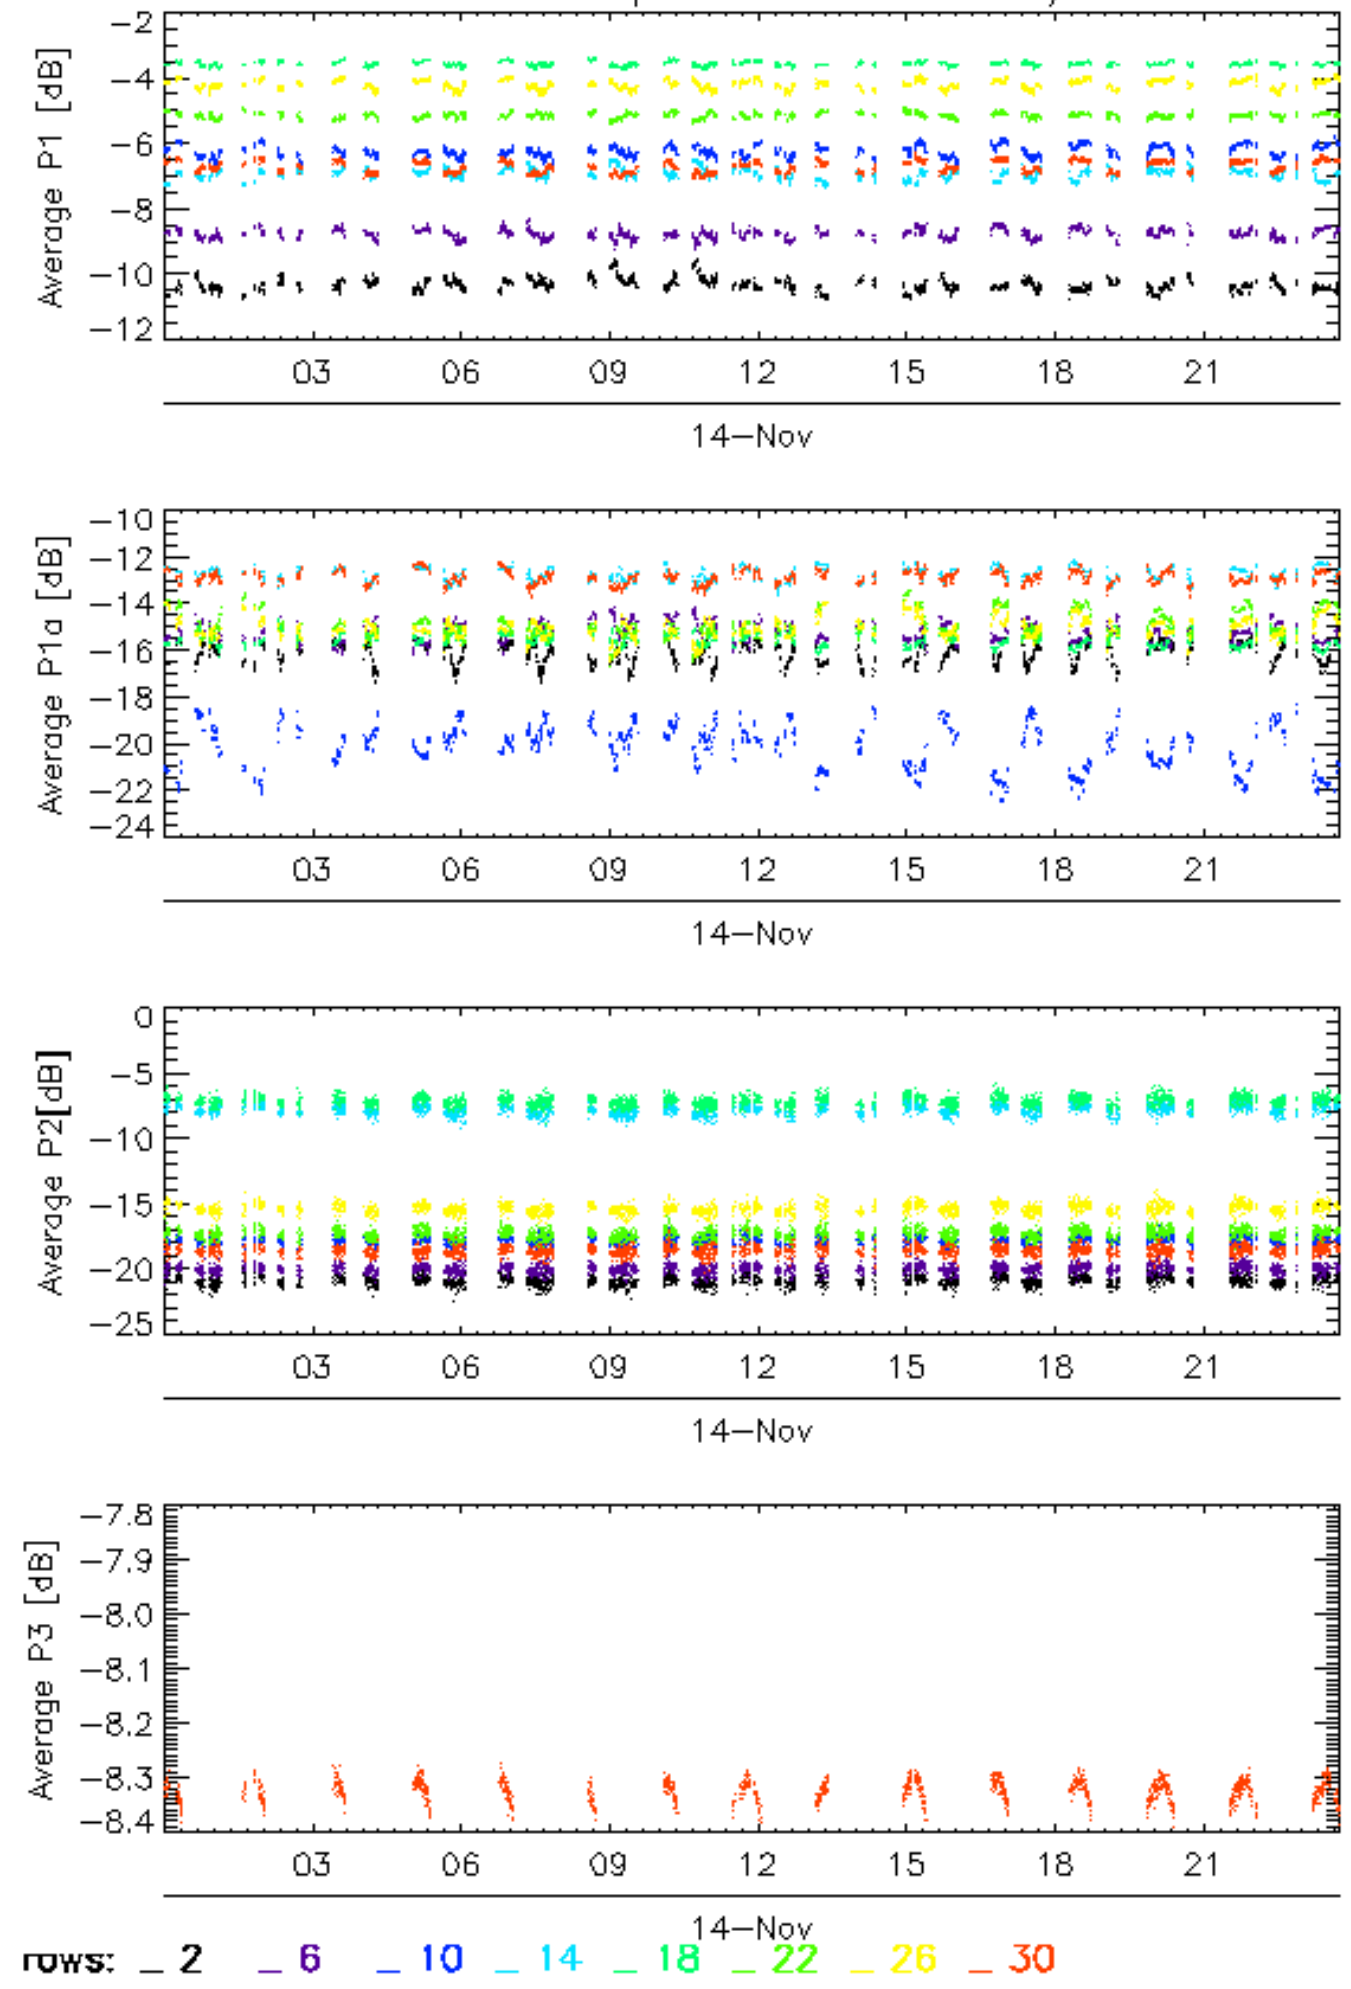 Average P1 [dB]
−2
−4
−6
−8
−10
−12
03 06 09 12 15 18 21
14−Nov
Average P1a [dB]
−10
−12
−14
−16
−18
−20
−22
−24
03 06 09 12 15 18 21
14−Nov
Average P2[dB]
0
−5
−10
−15
−20
−25
03 06 09 12 15 18 21
14−Nov
Average P3 [dB]
−7.8
−7.9
−8.0
−8.1
−8.2
−8.3
−8.4
03 06 09 12 15 18 21
14−Nov
rows: _ 2 _ 6 _ 10 _ 14 _ 18 _ 22 _ 26 _ 30